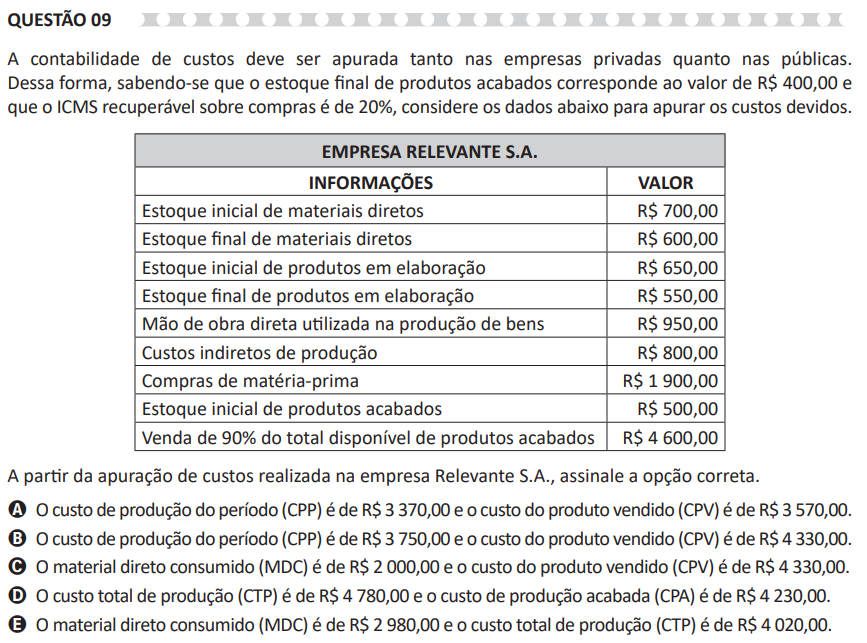 QUESTÃO 09
A contabilidade de custos deve ser apurada tanto nas empresas privadas quanto nas públicas.
Dessa forma, sabendo-se que o estoque final de produtos acabados corresponde ao valor de R$ 400,00 e
que o ICMS recuperável sobre compras é de 20%, considere os dados abaixo para apurar os custos devidos.
EMPRESA RELEVANTE S.A.
INFORMAÇÕES VALOR
Estoque inicial de materiais diretos R$ 700,00
Estoque final de materiais diretos R$ 600,00
Estoque inicial de produtos em elaboração R$ 650,00
Estoque final de produtos em elaboração R$ 550,00
Mão de obra direta utilizada na produção de bens R$ 950,00
Custos indiretos de produção R$ 800,00
Compras de matéria-prima R$ 1 900,00
Estoque inicial de produtos acabados R$ 500,00
Venda de 90% do total disponível de produtos acabados R$ 4 600,00
A partir da apuração de custos realizada na empresa Relevante S.A., assinale a opção correta.
A O custo de produção do período (CPP) é de R$ 3 370,00 e o custo do produto vendido (CPV) é de R$ 3 570,00.
B O custo de produção do período (CPP) é de R$ 3 750,00 e o custo do produto vendido (CPV) é de R$ 4 330,00.
C O material direto consumido (MDC) é de R$ 2 000,00 e o custo do produto vendido (CPV) é de R$ 4 330,00.
D O custo total de produção (CTP) é de R$ 4 780,00 e o custo de produção acabada (CPA) é de R$ 4 230,00.
E O material direto consumido (MDC) é de R$ 2 980,00 e o custo total de produção (CTP) é de R$ 4 020,00.